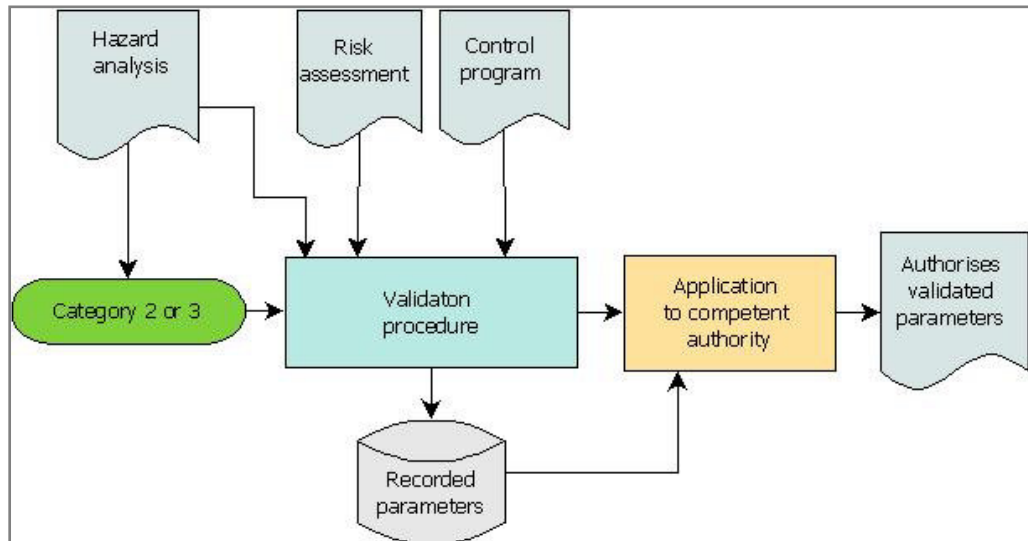 Hazard
analysis
Risk
assessment
Control
program
Category 2 or 3
Validaton
procedure
Application
to competent
authority
Authorises
validated
parameters
Recorded
parameters